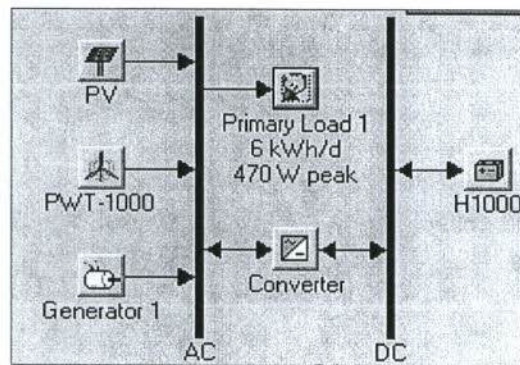 PV
Primary Load 1
6 kWh/d
470 W peak
PWT-1000
H1000
Generator 1
Converter
AC
DC